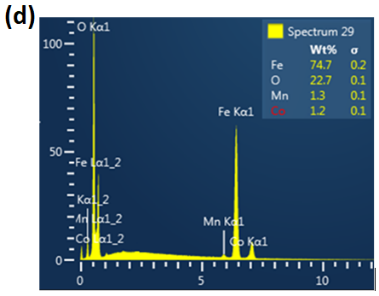 (d)
O Kα1
Spectrum 29
Wt% σ
Fe 74.7 0.2
O 22.7 0.1
Mn 1.3 0.1
Co 1.2 0.1
100
Fe Kα1
50
Fe Lα1_2
Kα1_2
Mn Lα1_2
Co Lα1_2
Mn Kα1
Co Kα1
0
0 5 10